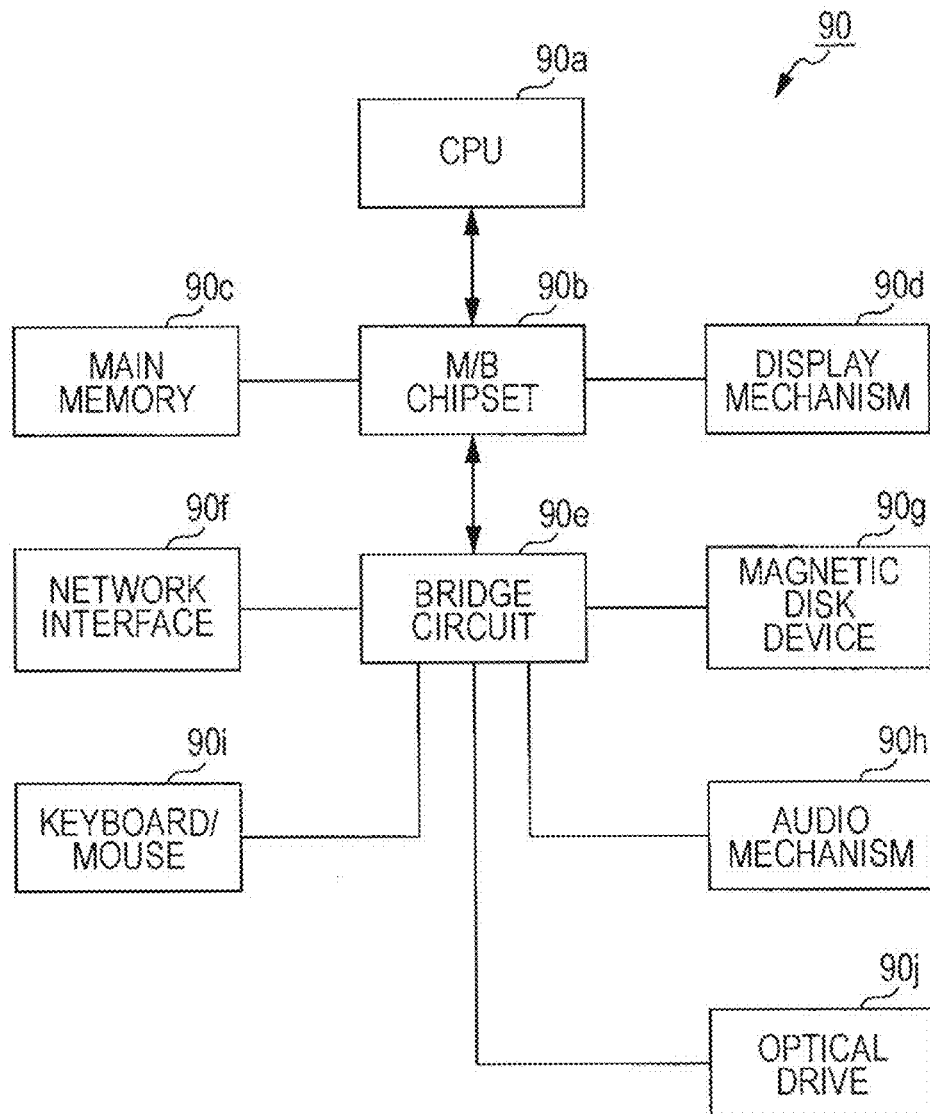 90
90a
CPU
90c
90b
90d
MAIN
MEMORY
M/B
CHIPSET
DISPLAY
MECHANISM
90f
90e
90g
NETWORK
INTERFACE
BRIDGE
CIRCUIT
MAGNETIC
DISK
DEVICE
90i
90h
KEYBOARD/
MOUSE
AUDIO
MECHANISM
90j
OPTICAL
DRIVE